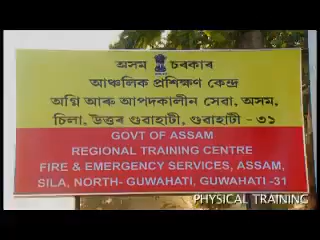 অসম চৰকাৰ
আঞ্চলিক প্ৰশিক্ষণ কেন্দ্ৰ
অগ্নি আৰু আপদকালীন সেৱা, অসম,
চিলা, উত্তৰ গুৱাহাটী, গুৱাহাটী - ৩১
GOVT OF ASSAM
REGIONAL TRAINING CENTRE
FIRE & EMERGENCY SERVICES, ASSAM,
SILA, NORTH- GUWAHATI, GUWAHATI -31
PHYSICAL TRAINING